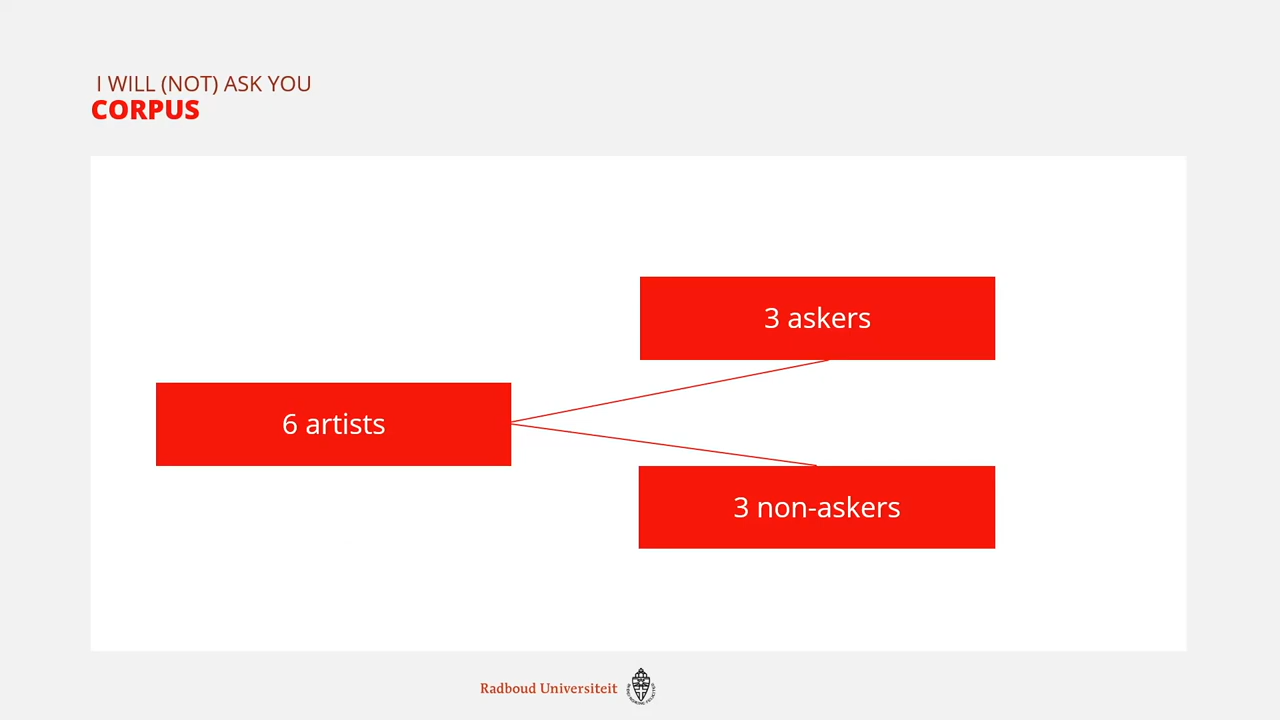 I WILL (NOT) ASK YOU
CORPUS
3 askers
6 artists
3 non-askers
Radboud Universiteit